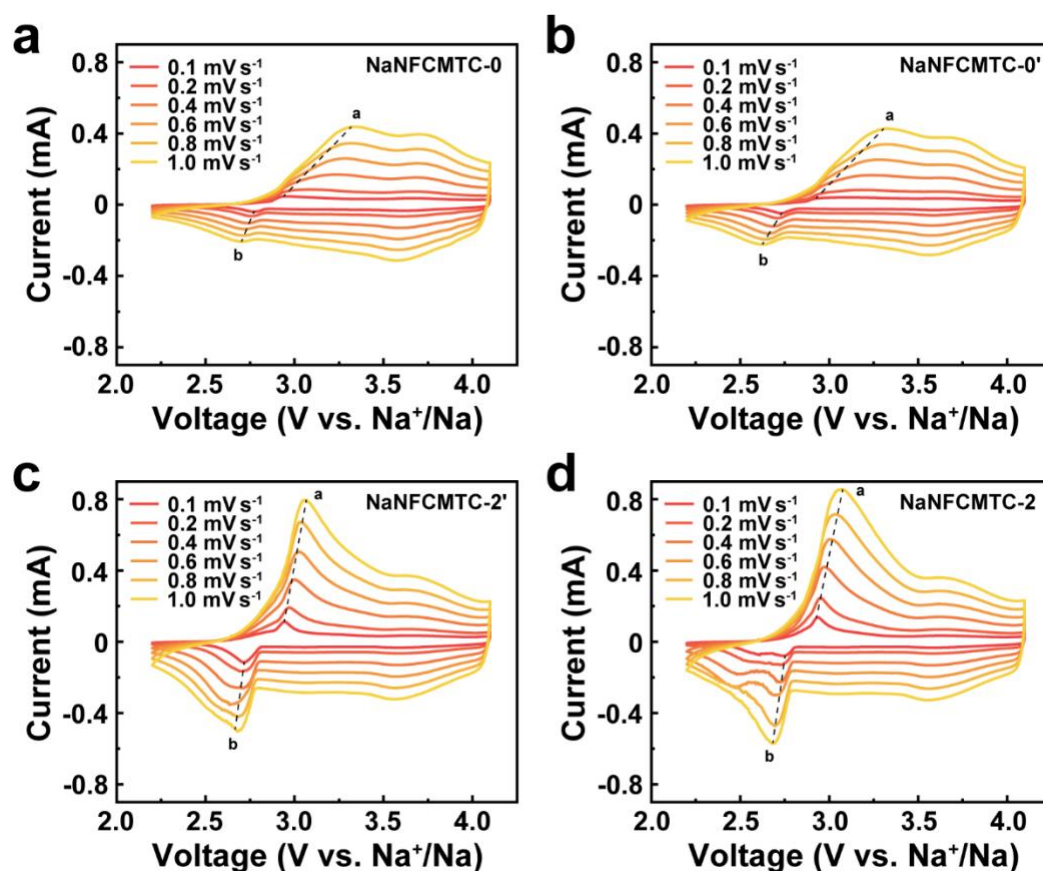 a
NaNFCMTC-0
0.1 mV s⁻¹
0.2 mV s⁻¹
0.4 mV s⁻¹
0.6 mV s⁻¹
0.8 mV s⁻¹
1.0 mV s⁻¹
a
b
0.8
0.4
0
-0.4
-0.8
Current (mA)
2.0 2.5 3.0 3.5 4.0
Voltage (V vs. Na⁺/Na)
b
NaNFCMTC-0'
0.1 mV s⁻¹
0.2 mV s⁻¹
0.4 mV s⁻¹
0.6 mV s⁻¹
0.8 mV s⁻¹
1.0 mV s⁻¹
a
b
0.8
0.4
0
-0.4
-0.8
Current (mA)
2.0 2.5 3.0 3.5 4.0
Voltage (V vs. Na⁺/Na)
c
NaNFCMTC-2'
0.1 mV s⁻¹
0.2 mV s⁻¹
0.4 mV s⁻¹
0.6 mV s⁻¹
0.8 mV s⁻¹
1.0 mV s⁻¹
a
b
0.8
0.4
0
-0.4
-0.8
Current (mA)
2.0 2.5 3.0 3.5 4.0
Voltage (V vs. Na⁺/Na)
d
NaNFCMTC-2
0.1 mV s⁻¹
0.2 mV s⁻¹
0.4 mV s⁻¹
0.6 mV s⁻¹
0.8 mV s⁻¹
1.0 mV s⁻¹
a
b
0.8
0.4
0
-0.4
-0.8
Current (mA)
2.0 2.5 3.0 3.5 4.0
Voltage (V vs. Na⁺/Na)